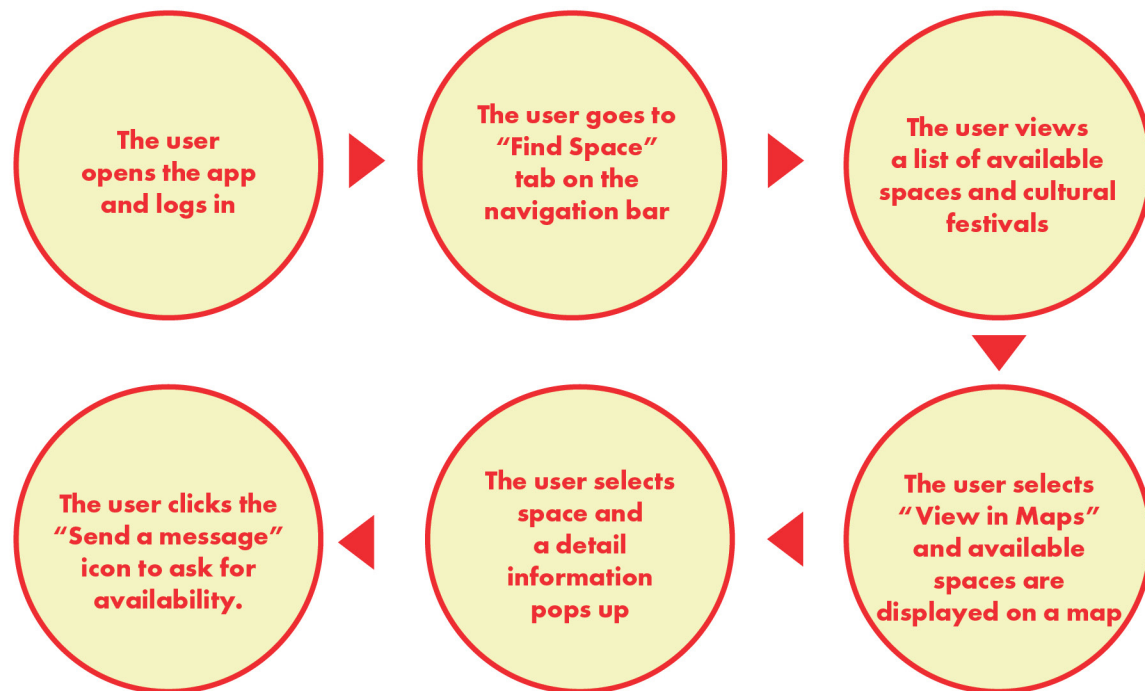 The user
opens the app
and logs in
The user goes to
“Find Space”
tab on the
navigation bar
The user views
a list of available
spaces and cultural
festivals
The user selects
“View in Maps”
and available
spaces are
displayed on a map
The user selects
space and
a detail
information
pops up
The user clicks the
“Send a message”
icon to ask for
availability.